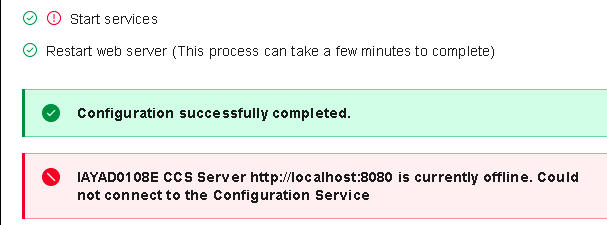 Start services
Restart web server (This process can take a few minutes to complete)
Configuration successfully completed.
IAYAD0108E CCS Server http://localhost:8080 is currently offline. Could
not connect to the Configuration Service